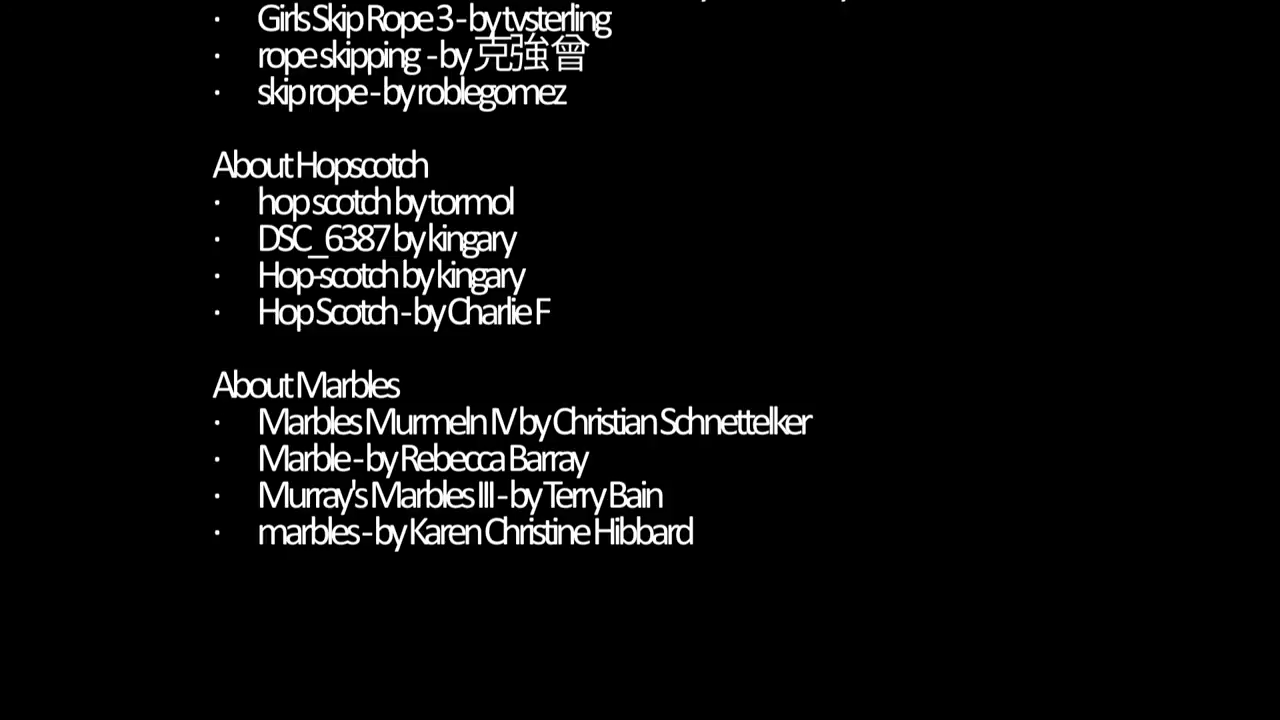 · Girls Skip Rope 3 - by tvsterling
· rope skipping - by 克強 曾
· skip rope - by roblegomez
About Hopscotch
· hop scotch by tormol
· DSC_6387 by kingary
· Hop-scotch by kingary
· Hop Scotch - by Charlie F
About Marbles
· Marbles Murmeln IV by Christian Schnettelker
· Marble - by Rebecca Barray
· Murray's Marbles III - by Terry Bain
· marbles - by Karen Christine Hibbard